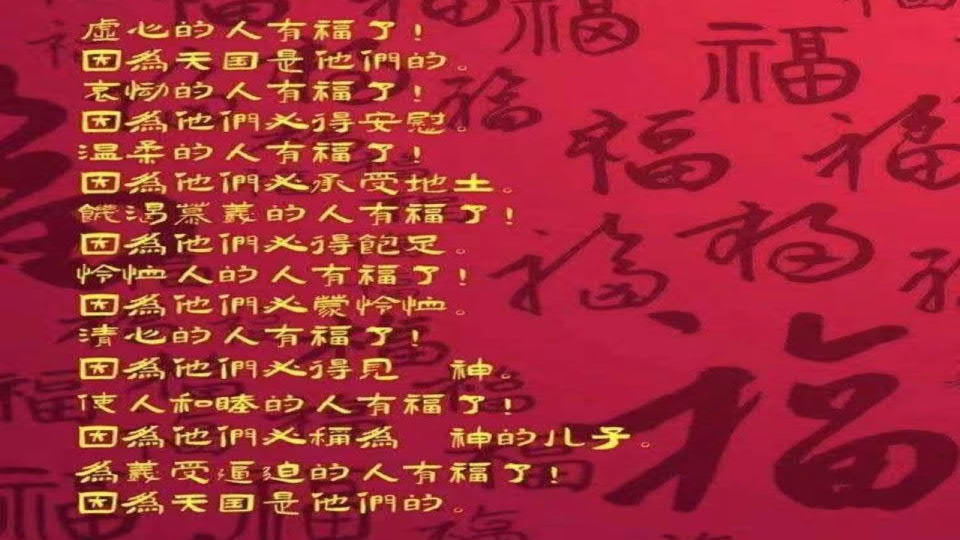 虛心的人有福了!
因為天国是他們的。
哀慟的人有福了!
因為他們必得安慰。
温柔的人有福了!
因為他們必承受地土。
饑渴慕義的人有福了!
因為他們必得飽足。
怜恤人的人有福了!
因為他們必蒙怜恤。
清心的人有福了!
因為他們必得見　神。
使人和睦的人有福了!
因為他們必稱為　神的儿子。
為義受逼迫的人有福了!
因為天国是他們的。
福
福
福
福
福
福
福
福
福